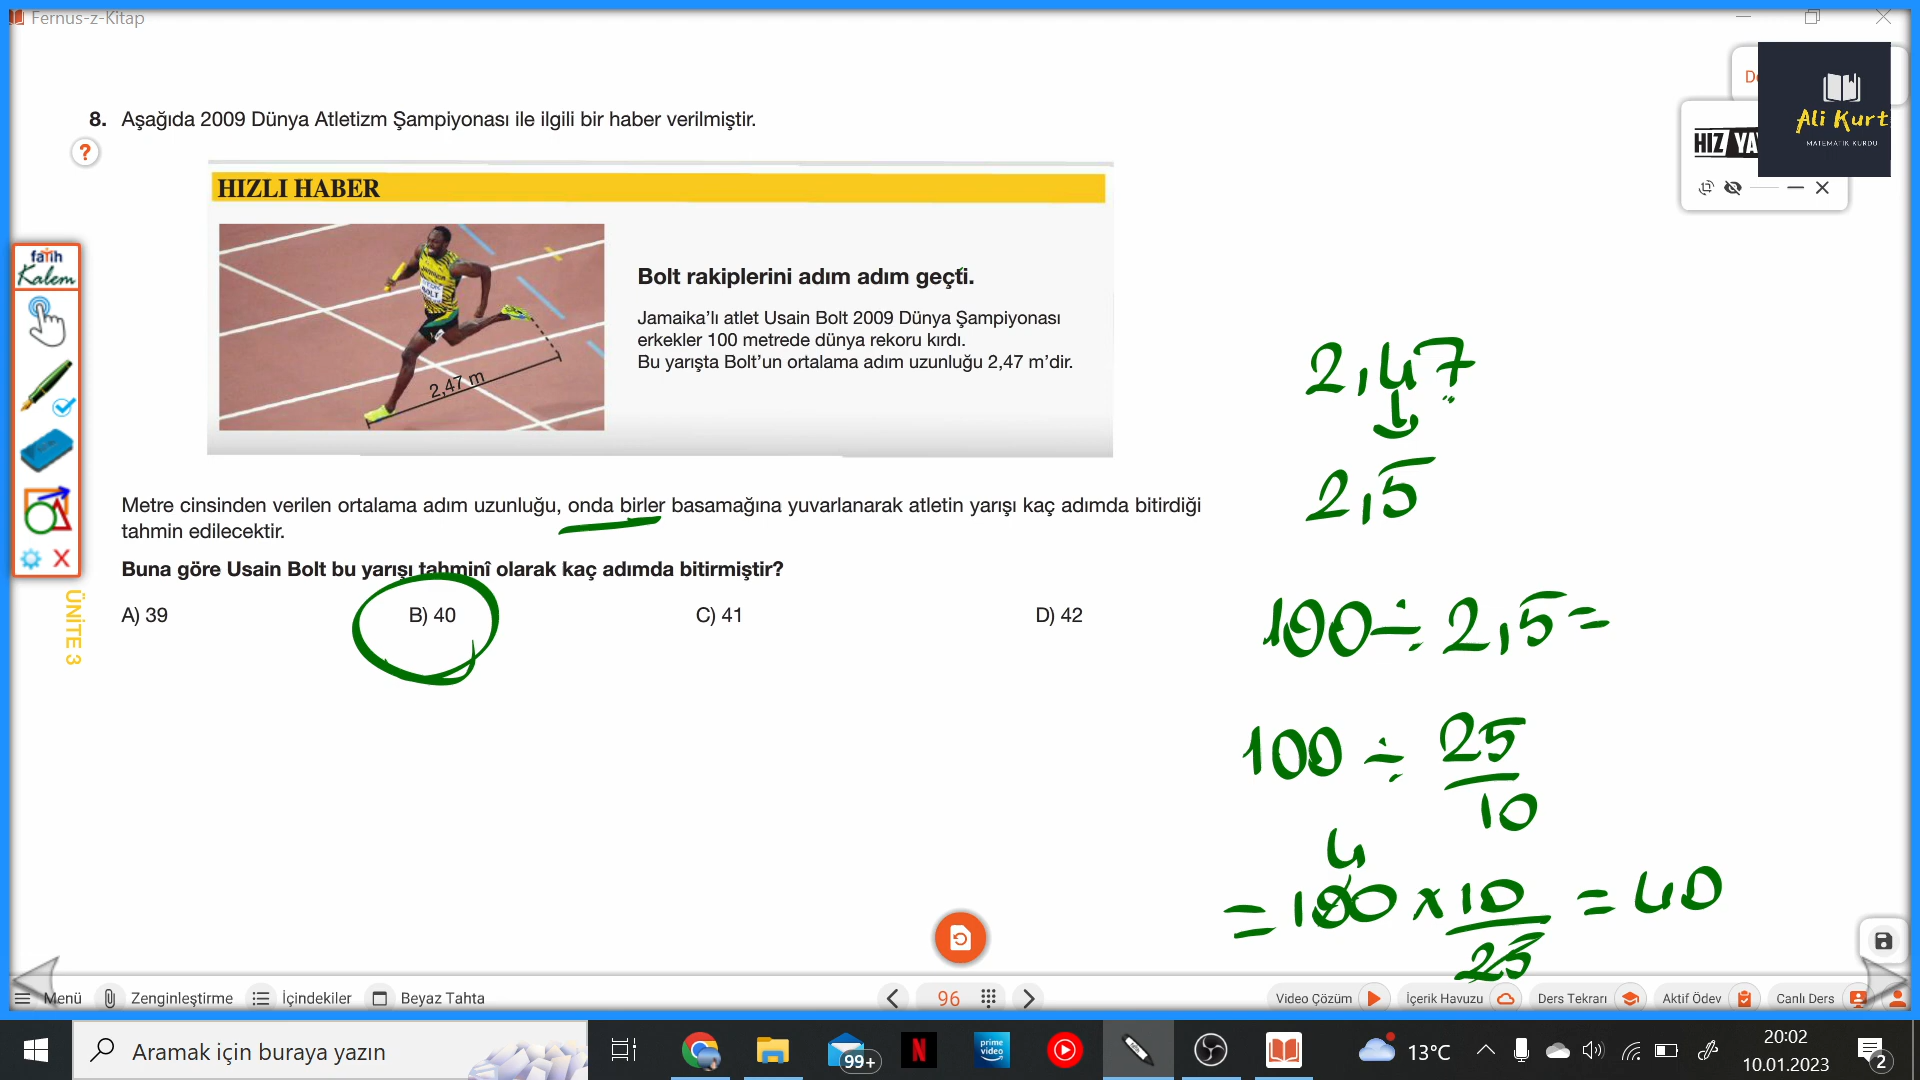 Fernus-z-Kitap
8. Aşağıda 2009 Dünya Atletizm Şampiyonası ile ilgili bir haber verilmiştir.
?
HIZLI HABER
BOLT
2,47 m
Bolt rakiplerini adım adım geçti.
Jamaika’lı atlet Usain Bolt 2009 Dünya Şampiyonası
erkekler 100 metrede dünya rekoru kırdı.
Bu yarışta Bolt’un ortalama adım uzunluğu 2,47 m’dir.
Metre cinsinden verilen ortalama adım uzunluğu, onda birler basamağına yuvarlanarak atletin yarışı kaç adımda bitirdiği
tahmin edilecektir.
Buna göre Usain Bolt bu yarışı tahminî olarak kaç adımda bitirmiştir?
A) 39 B) 40 C) 41 D) 42
2,47
2,5
100 ÷ 2,5 =
100 ÷ 25/10
4
= 100 x 10/25 = 40
Ali Kurt
MATEMATİK KURDU
HIZ YA
fatih
Kalem
ÜNİTE 3
Menü Zenginleştirme İçindekiler Beyaz Tahta 96 Video Çözüm İçerik Havuzu Ders Tekrarı Aktif Ödev Canlı Ders
Aramak için buraya yazın
99+
N
prime video
13°C
20:02
10.01.2023
2